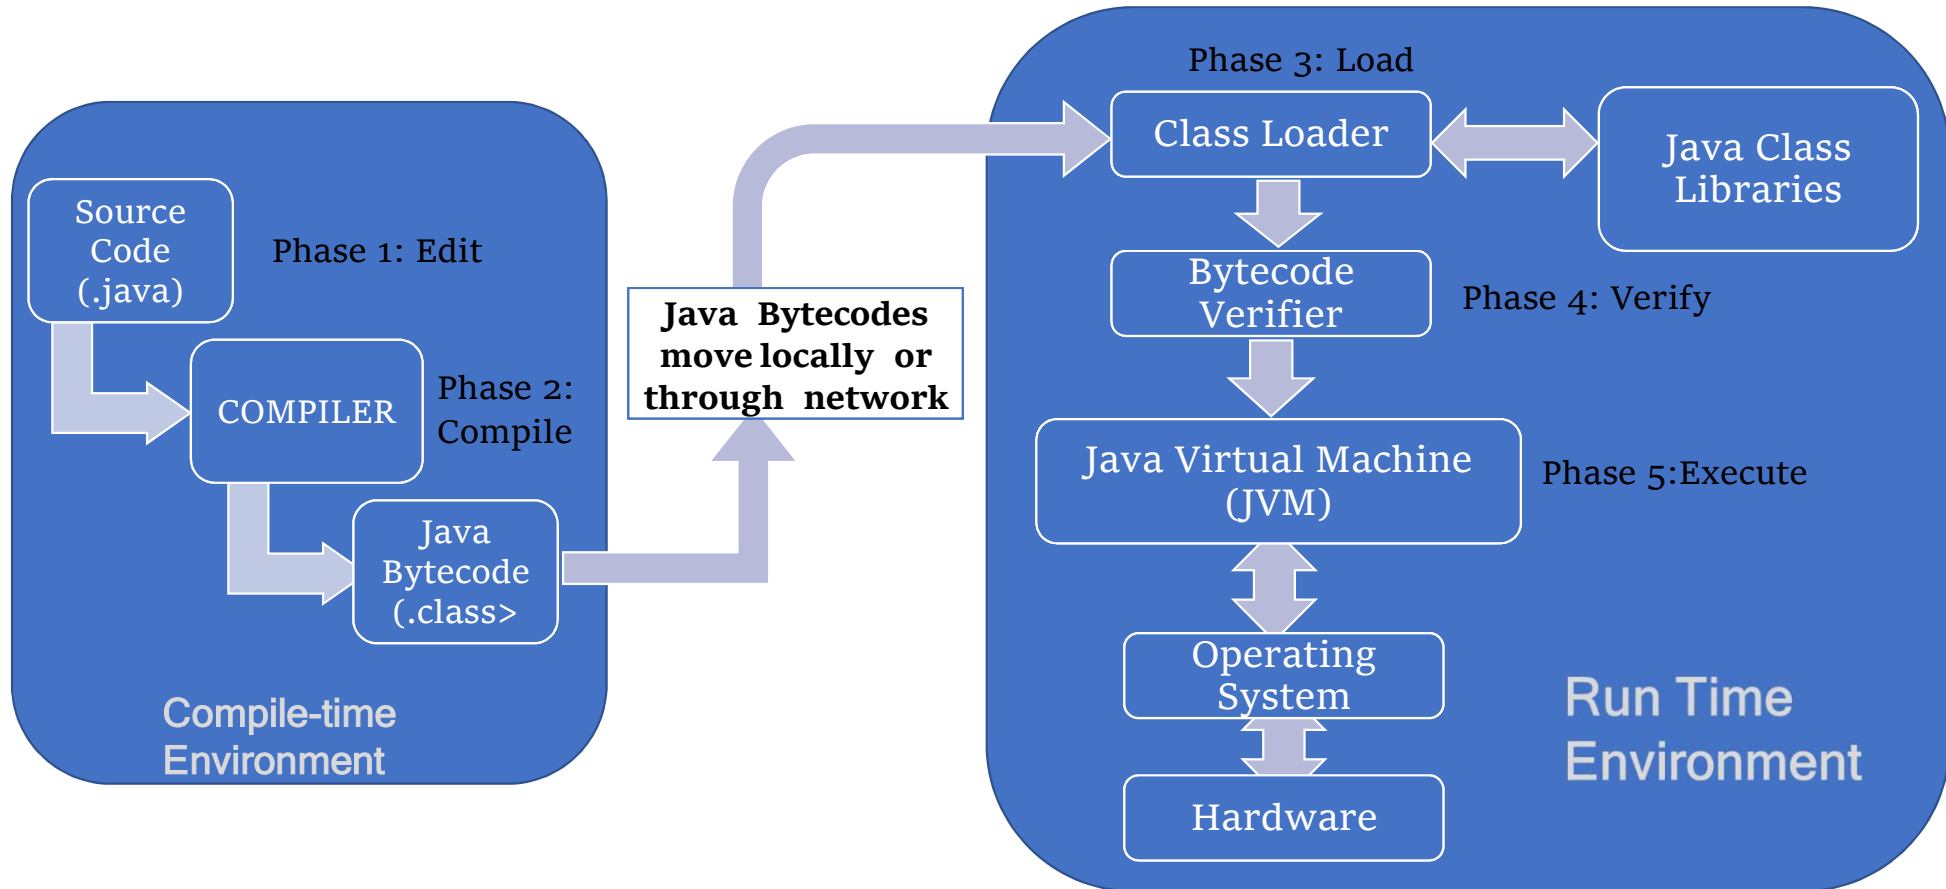 Source
Code
(.java)
Phase 1: Edit
COMPILER
Phase 2:
Compile
Java
Bytecode
(.class>
Compile-time
Environment
Java Bytecodes
move locally or
through network
Phase 3: Load
Class Loader
Java Class
Libraries
Bytecode
Verifier
Phase 4: Verify
Java Virtual Machine
(JVM)
Phase 5:Execute
Operating
System
Hardware
Run Time
Environment